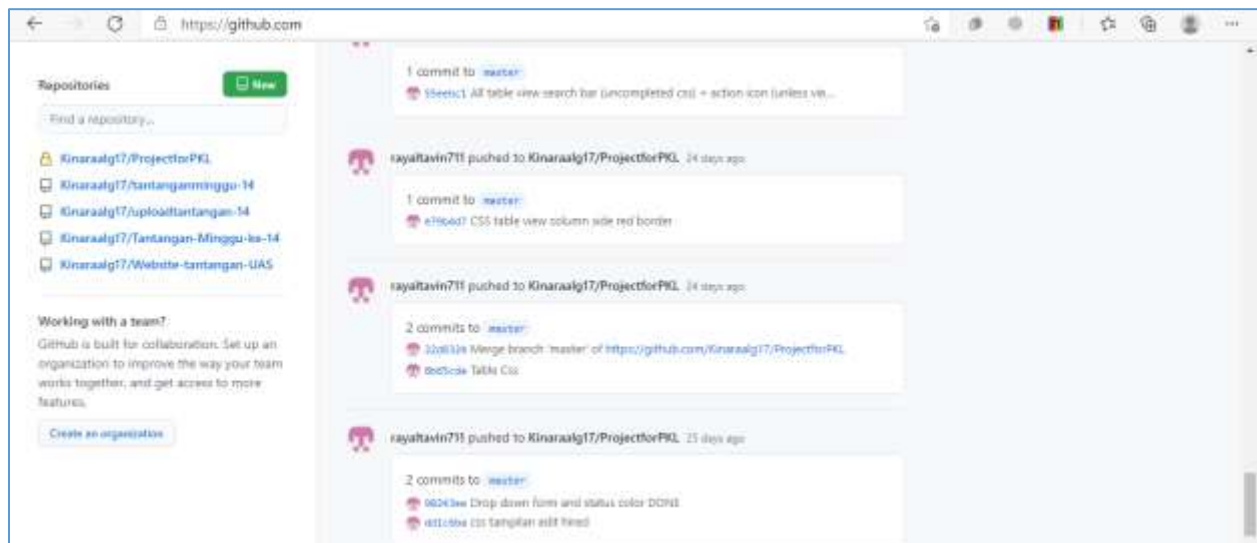 https://github.com
Repositories
New
Find a repository...
Kinaraalg17/ProjectforPKL
Kinaraalg17/tantanganminggu-14
Kinaraalg17/uploadtantangan-14
Kinaraalg17/Tantangan-Minggu-ke-14
Kinaraalg17/Website-tantangan-UAS
Working with a team?
GitHub is built for collaboration. Set up an
organization to improve the way your team
works together, and get access to more
features.
Create an organization
1 commit to master
All table view search bar (uncompleted css) + action icon (unless vie...
rayaltavin711 pushed to Kinaraalg17/ProjectforPKL 24 days ago
1 commit to master
CSS table view column side red border
rayaltavin711 pushed to Kinaraalg17/ProjectforPKL 24 days ago
2 commits to master
Merge branch 'master' of https://github.com/Kinaraalg17/ProjectforPKL
Table Css
rayaltavin711 pushed to Kinaraalg17/ProjectforPKL 25 days ago
2 commits to master
Drop down form and status color DONE
css tampilan edit hired